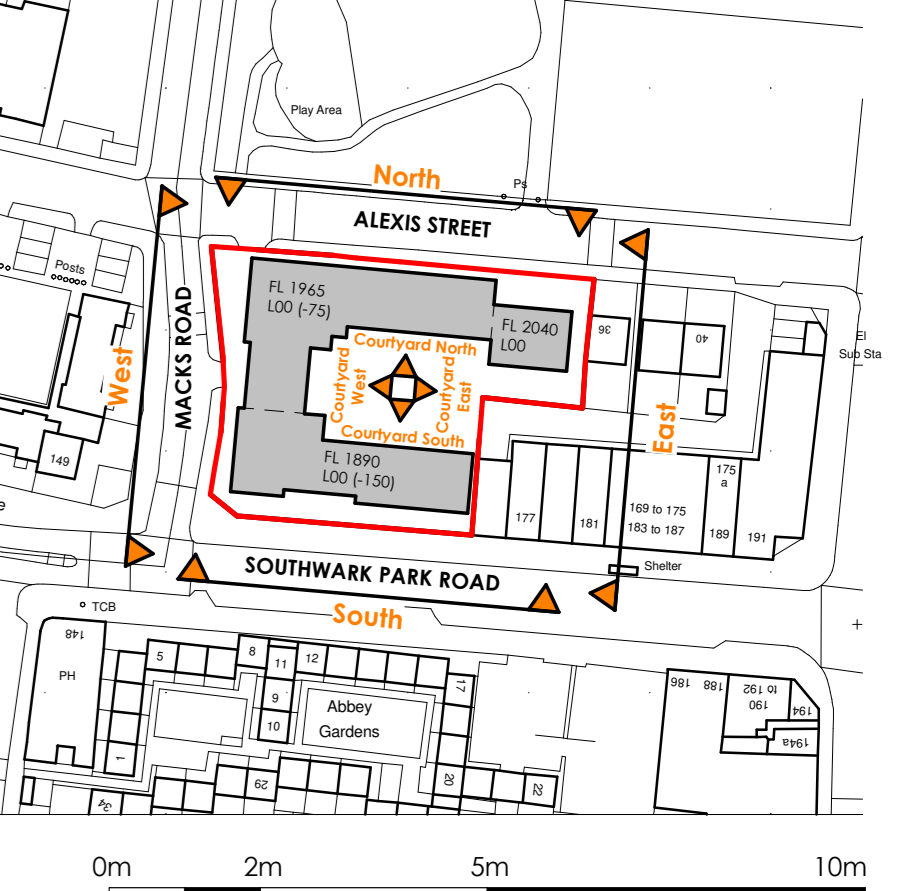 Play Area
North
Ps
ALEXIS STREET
Posts
FL 1965
L00 (-75)
FL 2040
L00
36
40
El
Sub Sta
MACKS ROAD
West
Courtyard North
Courtyard
West
Courtyard
East
Courtyard South
East
149
FL 1890
L00 (-150)
175
a
177
181
169 to 175
183 to 187
189
191
e
SOUTHWARK PARK ROAD
Shelter
South
TCB
148
PH
5
8
11
12
9
10
17
Abbey
Gardens
1
29
20
22
34
186
188
190
to 192
194
194a
0m
2m
5m
10m